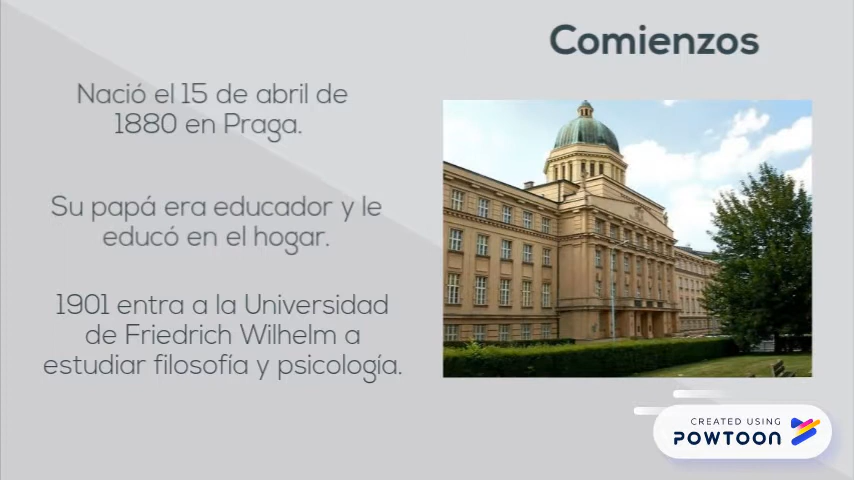 Comienzos
Nació el 15 de abril de
1880 en Praga.
Su papá era educador y le
educó en el hogar.
1901 entra a la Universidad
de Friedrich Wilhelm a
estudiar filosofía y psicología.
CREATED USING
POWTOON